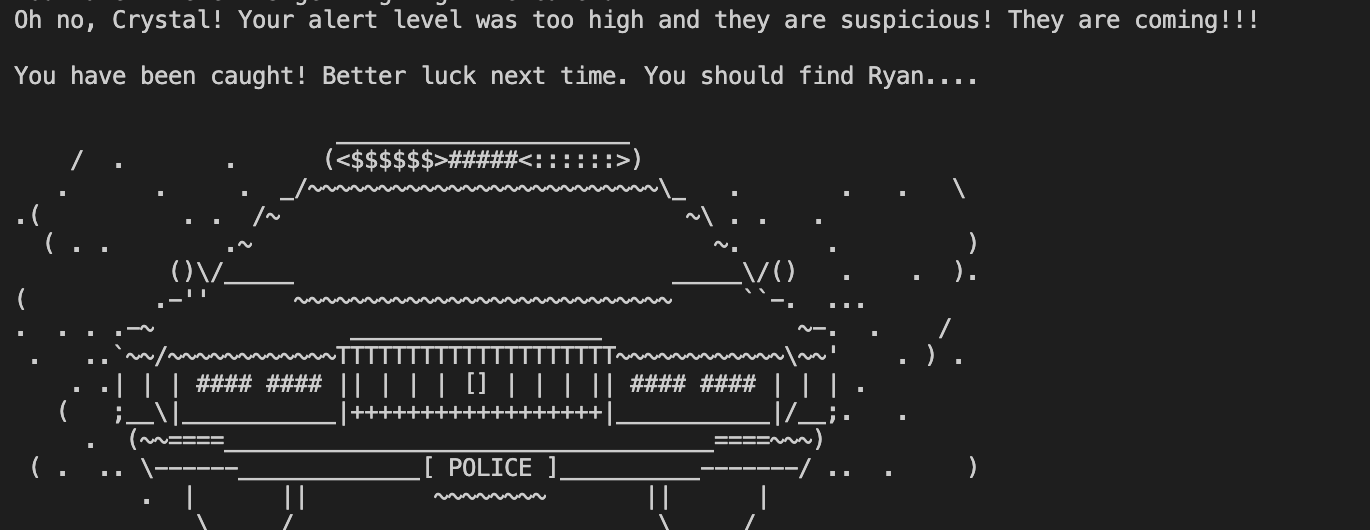 Oh no, Crystal! Your alert level was too high and they are suspicious! They are coming!!!
You have been caught! Better luck next time. You should find Ryan....
[ POLICE ]